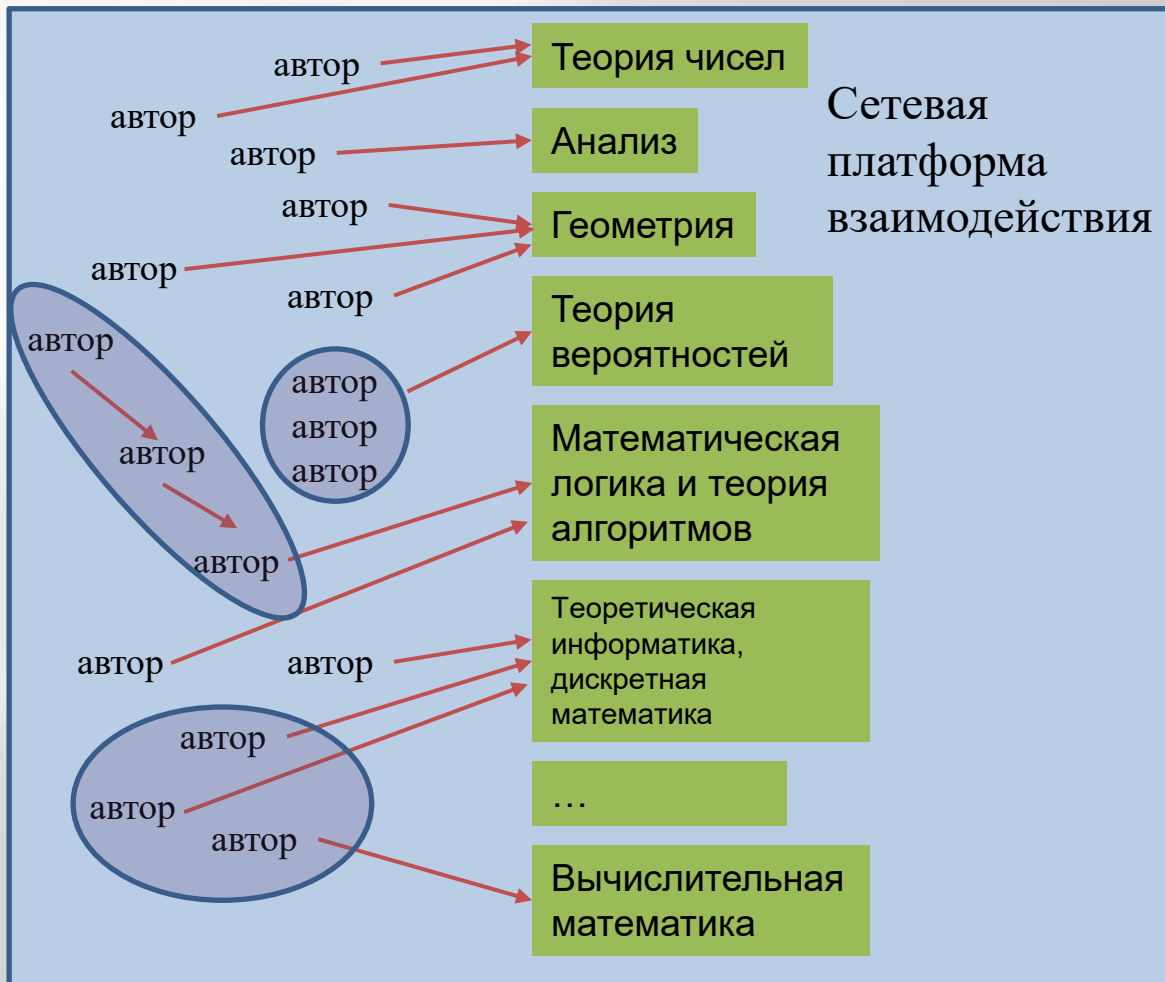 автор
Теория чисел
автор
Сетевая
платформа
взаимодействия
автор
Анализ
автор
Геометрия
автор
автор
Теория
вероятностей
автор
автор
автор
автор
автор
автор
Математическая
логика и теория
алгоритмов
автор
автор
Теоретическая
информатика,
дискретная
математика
автор
автор
автор
…
Вычислительная
математика